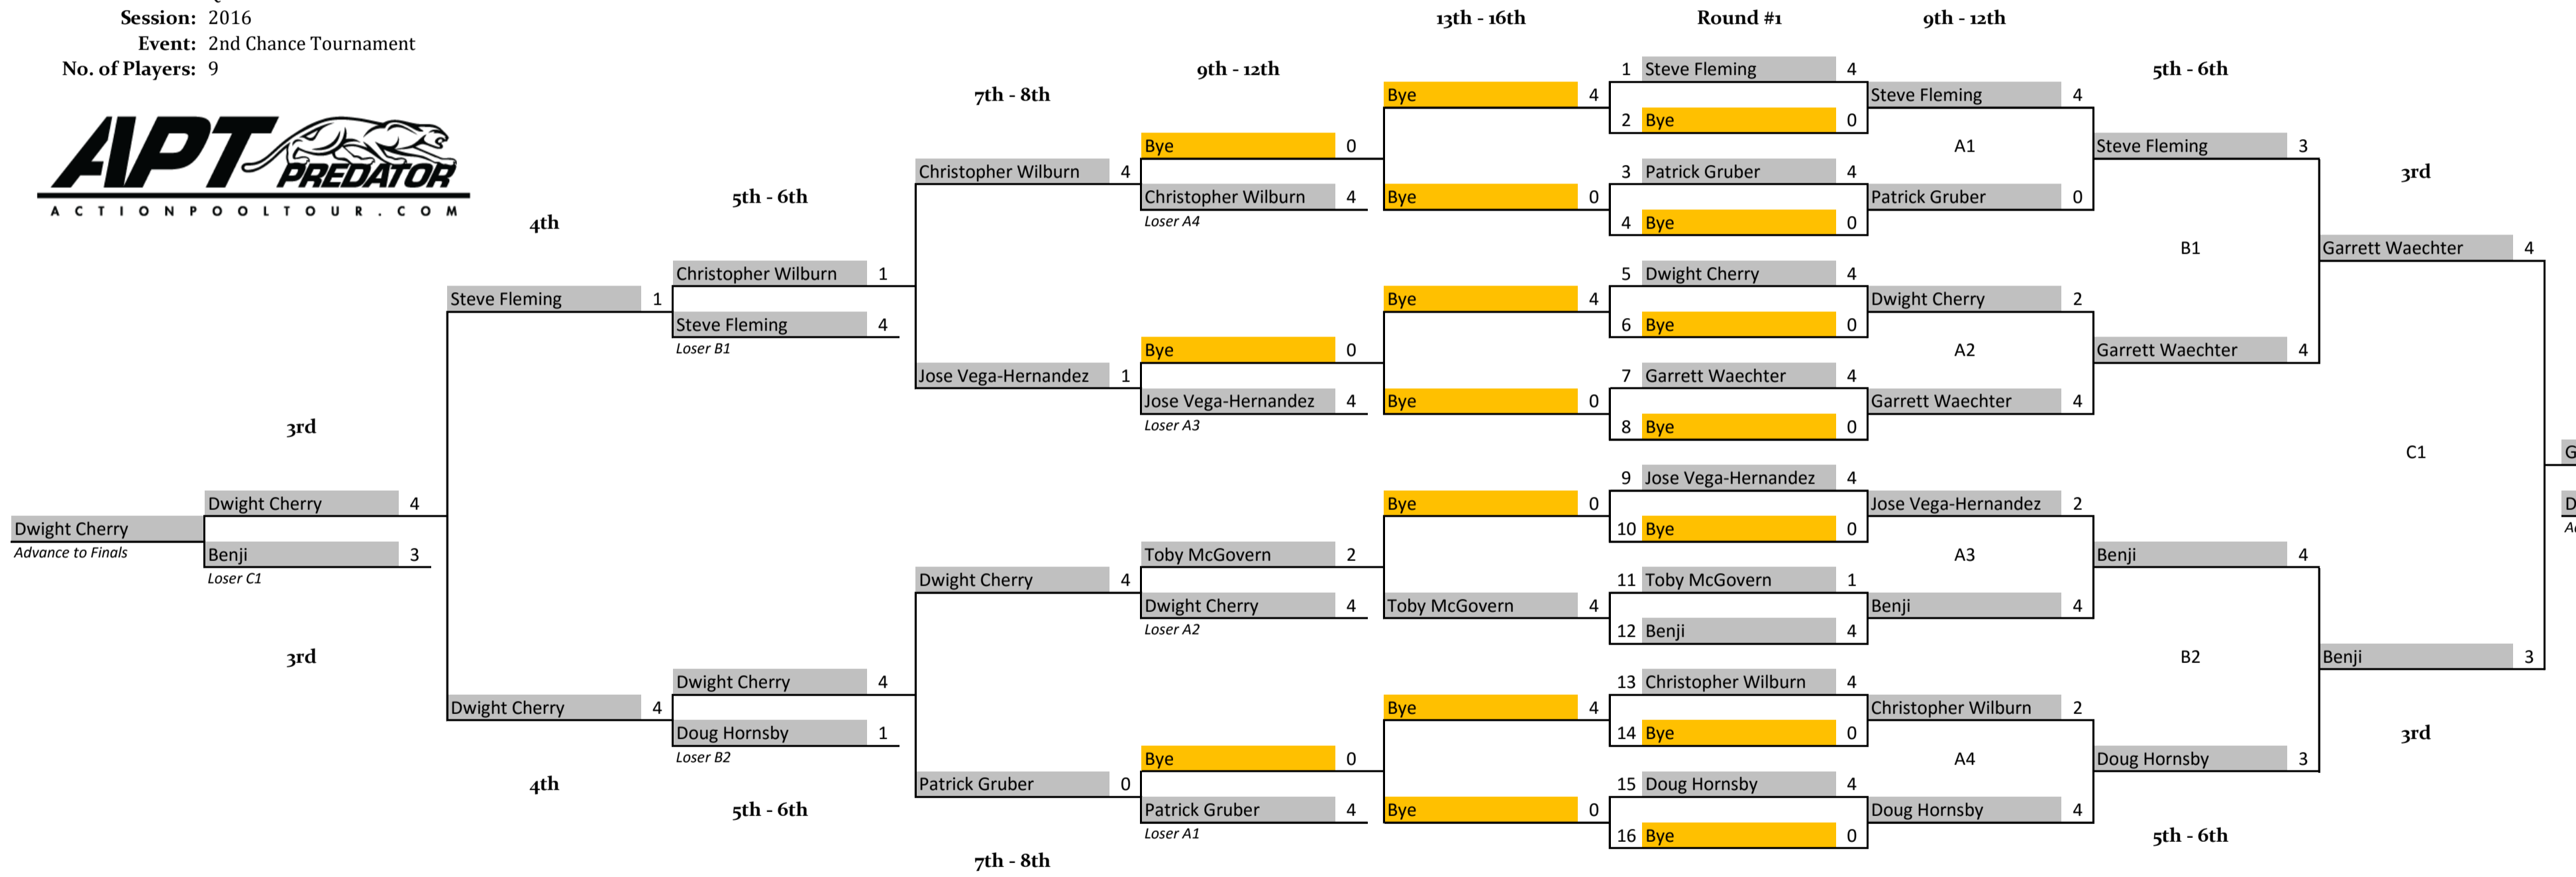 Session: 2016
Event: 2nd Chance Tournament
No. of Players: 9
APT PREDATOR
ACTIONPOOLTOUR.COM
3rd
Dwight Cherry
Advance to Finals
Dwight Cherry 4
Benji 3
Loser C1
3rd
4th
Steve Fleming 1
Dwight Cherry 4
4th
5th - 6th
Christopher Wilburn 1
Steve Fleming 4
Loser B1
Dwight Cherry 4
Doug Hornsby 1
Loser B2
5th - 6th
7th - 8th
Christopher Wilburn 4
Jose Vega-Hernandez 1
Dwight Cherry 4
Patrick Gruber 0
7th - 8th
9th - 12th
Bye 0
Christopher Wilburn 4
Loser A4
Bye 0
Jose Vega-Hernandez 4
Loser A3
Toby McGovern 2
Dwight Cherry 4
Loser A2
Bye 0
Patrick Gruber 4
Loser A1
13th - 16th
Bye 4
Bye 0
Bye 4
Bye 0
Bye 0
Toby McGovern 4
Bye 4
Bye 0
Round #1
1 Steve Fleming 4
2 Bye 0
3 Patrick Gruber 4
4 Bye 0
5 Dwight Cherry 4
6 Bye 0
7 Garrett Waechter 4
8 Bye 0
9 Jose Vega-Hernandez 4
10 Bye 0
11 Toby McGovern 1
12 Benji 4
13 Christopher Wilburn 4
14 Bye 0
15 Doug Hornsby 4
16 Bye 0
9th - 12th
Steve Fleming 4
A1
Patrick Gruber 0
Dwight Cherry 2
A2
Garrett Waechter 4
Jose Vega-Hernandez 2
A3
Benji 4
Christopher Wilburn 2
A4
Doug Hornsby 4
5th - 6th
Steve Fleming 3
B1
Garrett Waechter 4
Benji 4
B2
Doug Hornsby 3
5th - 6th
3rd
Garrett Waechter 4
C1
Benji 3
3rd